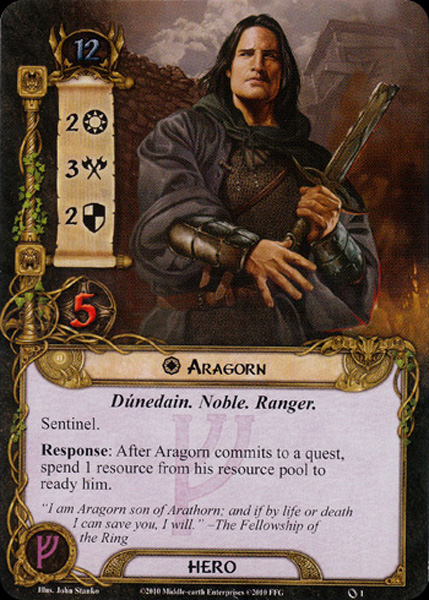 12
2
3
2
5
Aragorn
Dúnedain. Noble. Ranger.
Sentinel.
Response: After Aragorn commits to a quest,
spend 1 resource from his resource pool to
ready him.
“I am Aragorn son of Arathorn; and if by life or death
I can save you, I will.” –The Fellowship of
the Ring
HERO
Illus. John Stanko ©2010 Middle-earth Enterprises ©2010 FFG 1